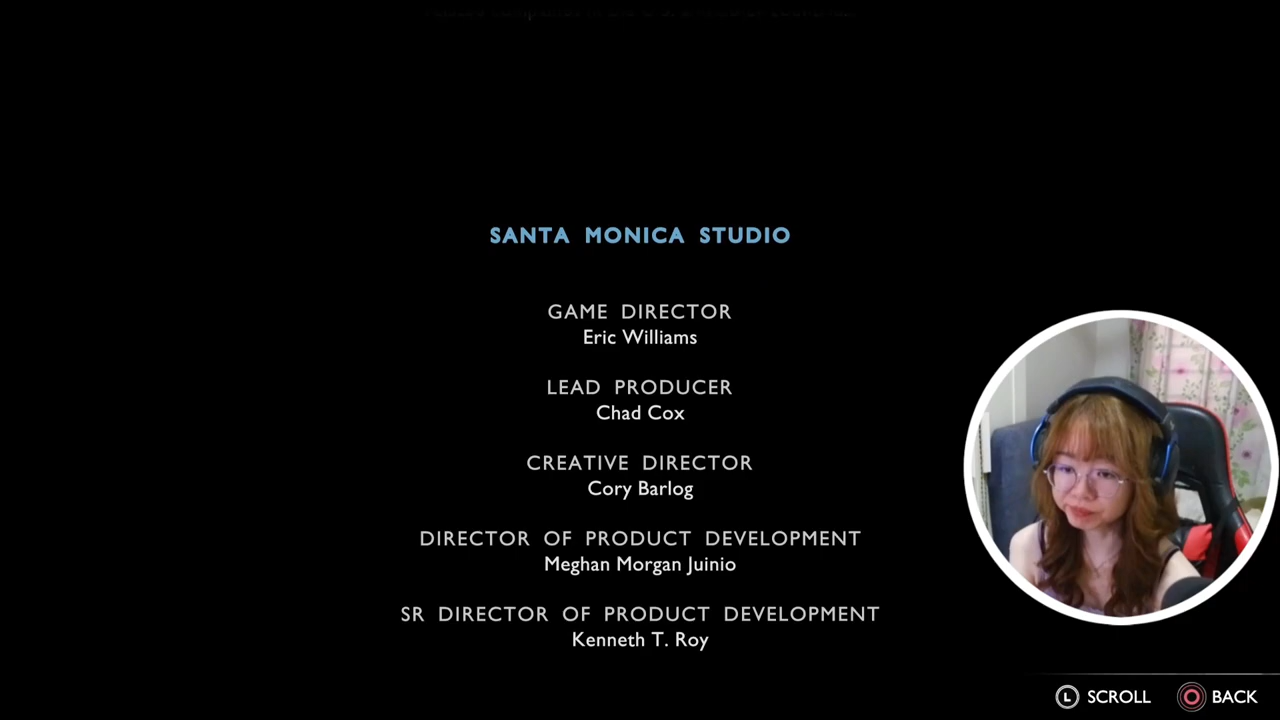 SANTA MONICA STUDIO
GAME DIRECTOR
Eric Williams
LEAD PRODUCER
Chad Cox
CREATIVE DIRECTOR
Cory Barlog
DIRECTOR OF PRODUCT DEVELOPMENT
Meghan Morgan Juinio
SR DIRECTOR OF PRODUCT DEVELOPMENT
Kenneth T. Roy
L SCROLL BACK